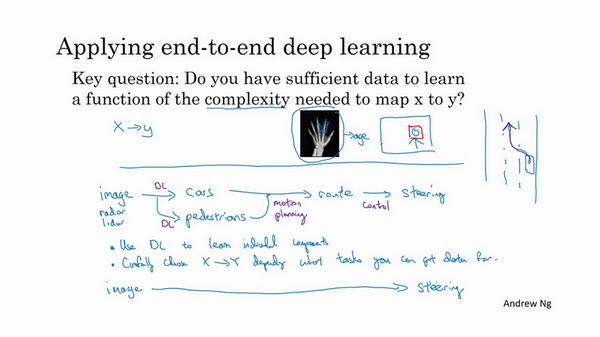 Applying end-to-end deep learning
Key question: Do you have sufficient data to learn
a function of the complexity needed to map x to y?
X → y
→ age
image DL → cars → route → steering
radar
lidar
DL pedestrians
motion
planning
control
• Use DL to learn individual components
• Carefully choose X → Y depending what tasks you can get data for.
image → steering
Andrew Ng